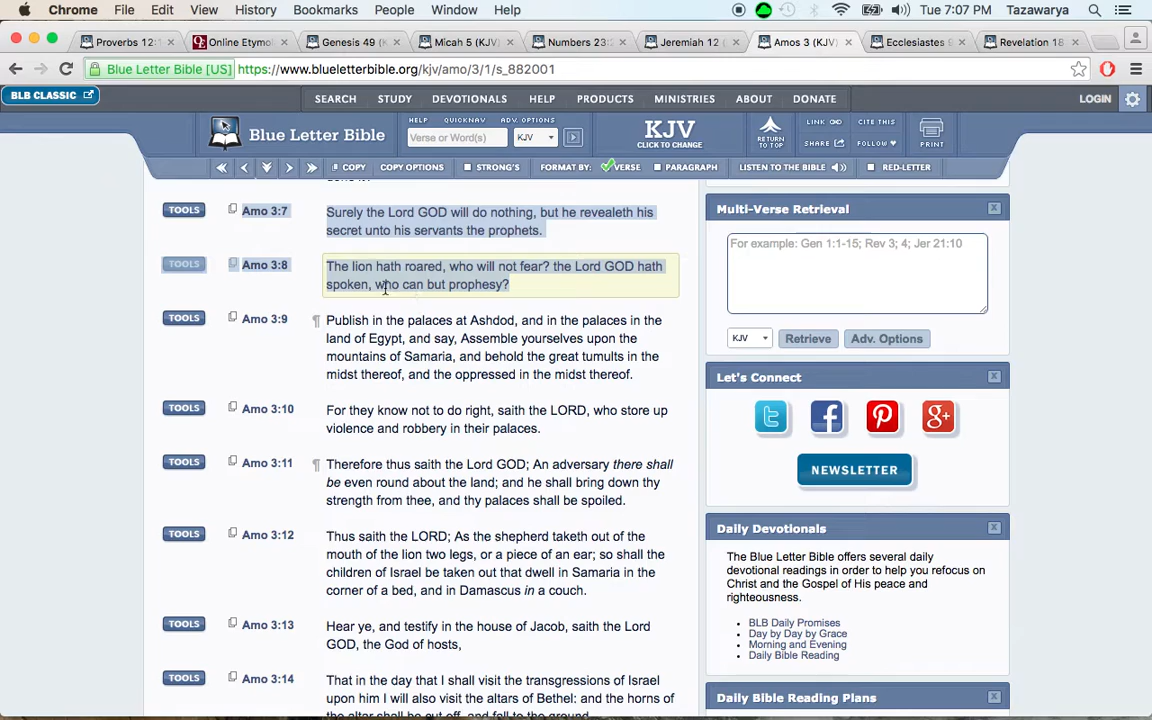 Chrome File Edit View History Bookmarks People Window Help Tue 7:07 PM Tazawarya
Proverbs 12:1 Online Etymol Genesis 49 ( Micah 5 (KJV) Numbers 23: Jeremiah 12 ( Amos 3 (KJV) Ecclesiastes 9 Revelation 18
Blue Letter Bible [US] https://www.blueletterbible.org/kjv/amo/3/1/s_882001
BLB CLASSIC SEARCH STUDY DEVOTIONALS HELP PRODUCTS MINISTRIES ABOUT DONATE LOGIN
HELP QUICKNAV ADV. OPTIONS
Blue Letter Bible Verse or Word(s) KJV
KJV
CLICK TO CHANGE
RETURN TO TOP
LINK CITE THIS
SHARE FOLLOW PRINT
COPY COPY OPTIONS STRONG'S FORMAT BY: VERSE PARAGRAPH LISTEN TO THE BIBLE RED-LETTER
TOOLS Amo 3:7 Surely the Lord GOD will do nothing, but he revealeth his
secret unto his servants the prophets.
TOOLS Amo 3:8 The lion hath roared, who will not fear? the Lord GOD hath
spoken, who can but prophesy?
TOOLS Amo 3:9 ¶ Publish in the palaces at Ashdod, and in the palaces in the
land of Egypt, and say, Assemble yourselves upon the
mountains of Samaria, and behold the great tumults in the
midst thereof, and the oppressed in the midst thereof.
TOOLS Amo 3:10 For they know not to do right, saith the LORD, who store up
violence and robbery in their palaces.
TOOLS Amo 3:11 ¶ Therefore thus saith the Lord GOD; An adversary there shall
be even round about the land; and he shall bring down thy
strength from thee, and thy palaces shall be spoiled.
TOOLS Amo 3:12 Thus saith the LORD; As the shepherd taketh out of the
mouth of the lion two legs, or a piece of an ear; so shall the
children of Israel be taken out that dwell in Samaria in the
corner of a bed, and in Damascus in a couch.
TOOLS Amo 3:13 Hear ye, and testify in the house of Jacob, saith the Lord
GOD, the God of hosts,
TOOLS Amo 3:14 That in the day that I shall visit the transgressions of Israel
upon him I will also visit the altars of Bethel: and the horns of
the altar shall be cut off, and fall to the ground.
Multi-Verse Retrieval
For example: Gen 1:1-15; Rev 3; 4; Jer 21:10
KJV Retrieve Adv. Options
Let's Connect
NEWSLETTER
Daily Devotionals
The Blue Letter Bible offers several daily
devotional readings in order to help you refocus on
Christ and the Gospel of His peace and
righteousness.
BLB Daily Promises
Day by Day by Grace
Morning and Evening
Daily Bible Reading
Daily Bible Reading Plans